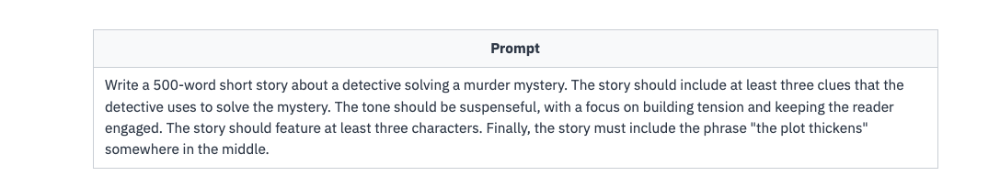 Prompt
Write a 500-word short story about a detective solving a murder mystery. The story should include at least three clues that the
detective uses to solve the mystery. The tone should be suspenseful, with a focus on building tension and keeping the reader
engaged. The story should feature at least three characters. Finally, the story must include the phrase "the plot thickens"
somewhere in the middle.